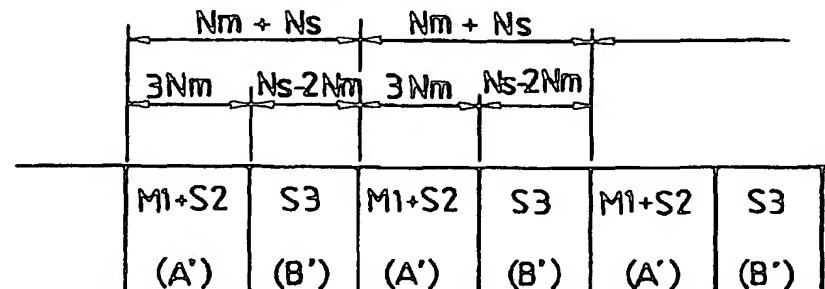 Nm + Ns Nm + Ns
3Nm Ns-2Nm 3Nm Ns-2Nm
M1+S2 S3 M1+S2 S3 M1+S2 S3
(A') (B') (A') (B') (A') (B')